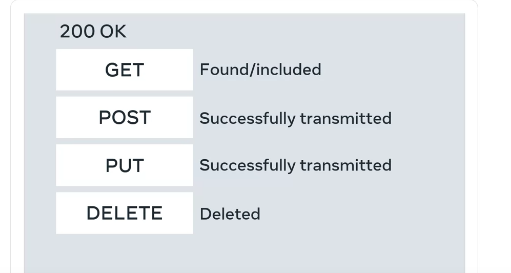 200 OK
GET Found/included
POST Successfully transmitted
PUT Successfully transmitted
DELETE Deleted